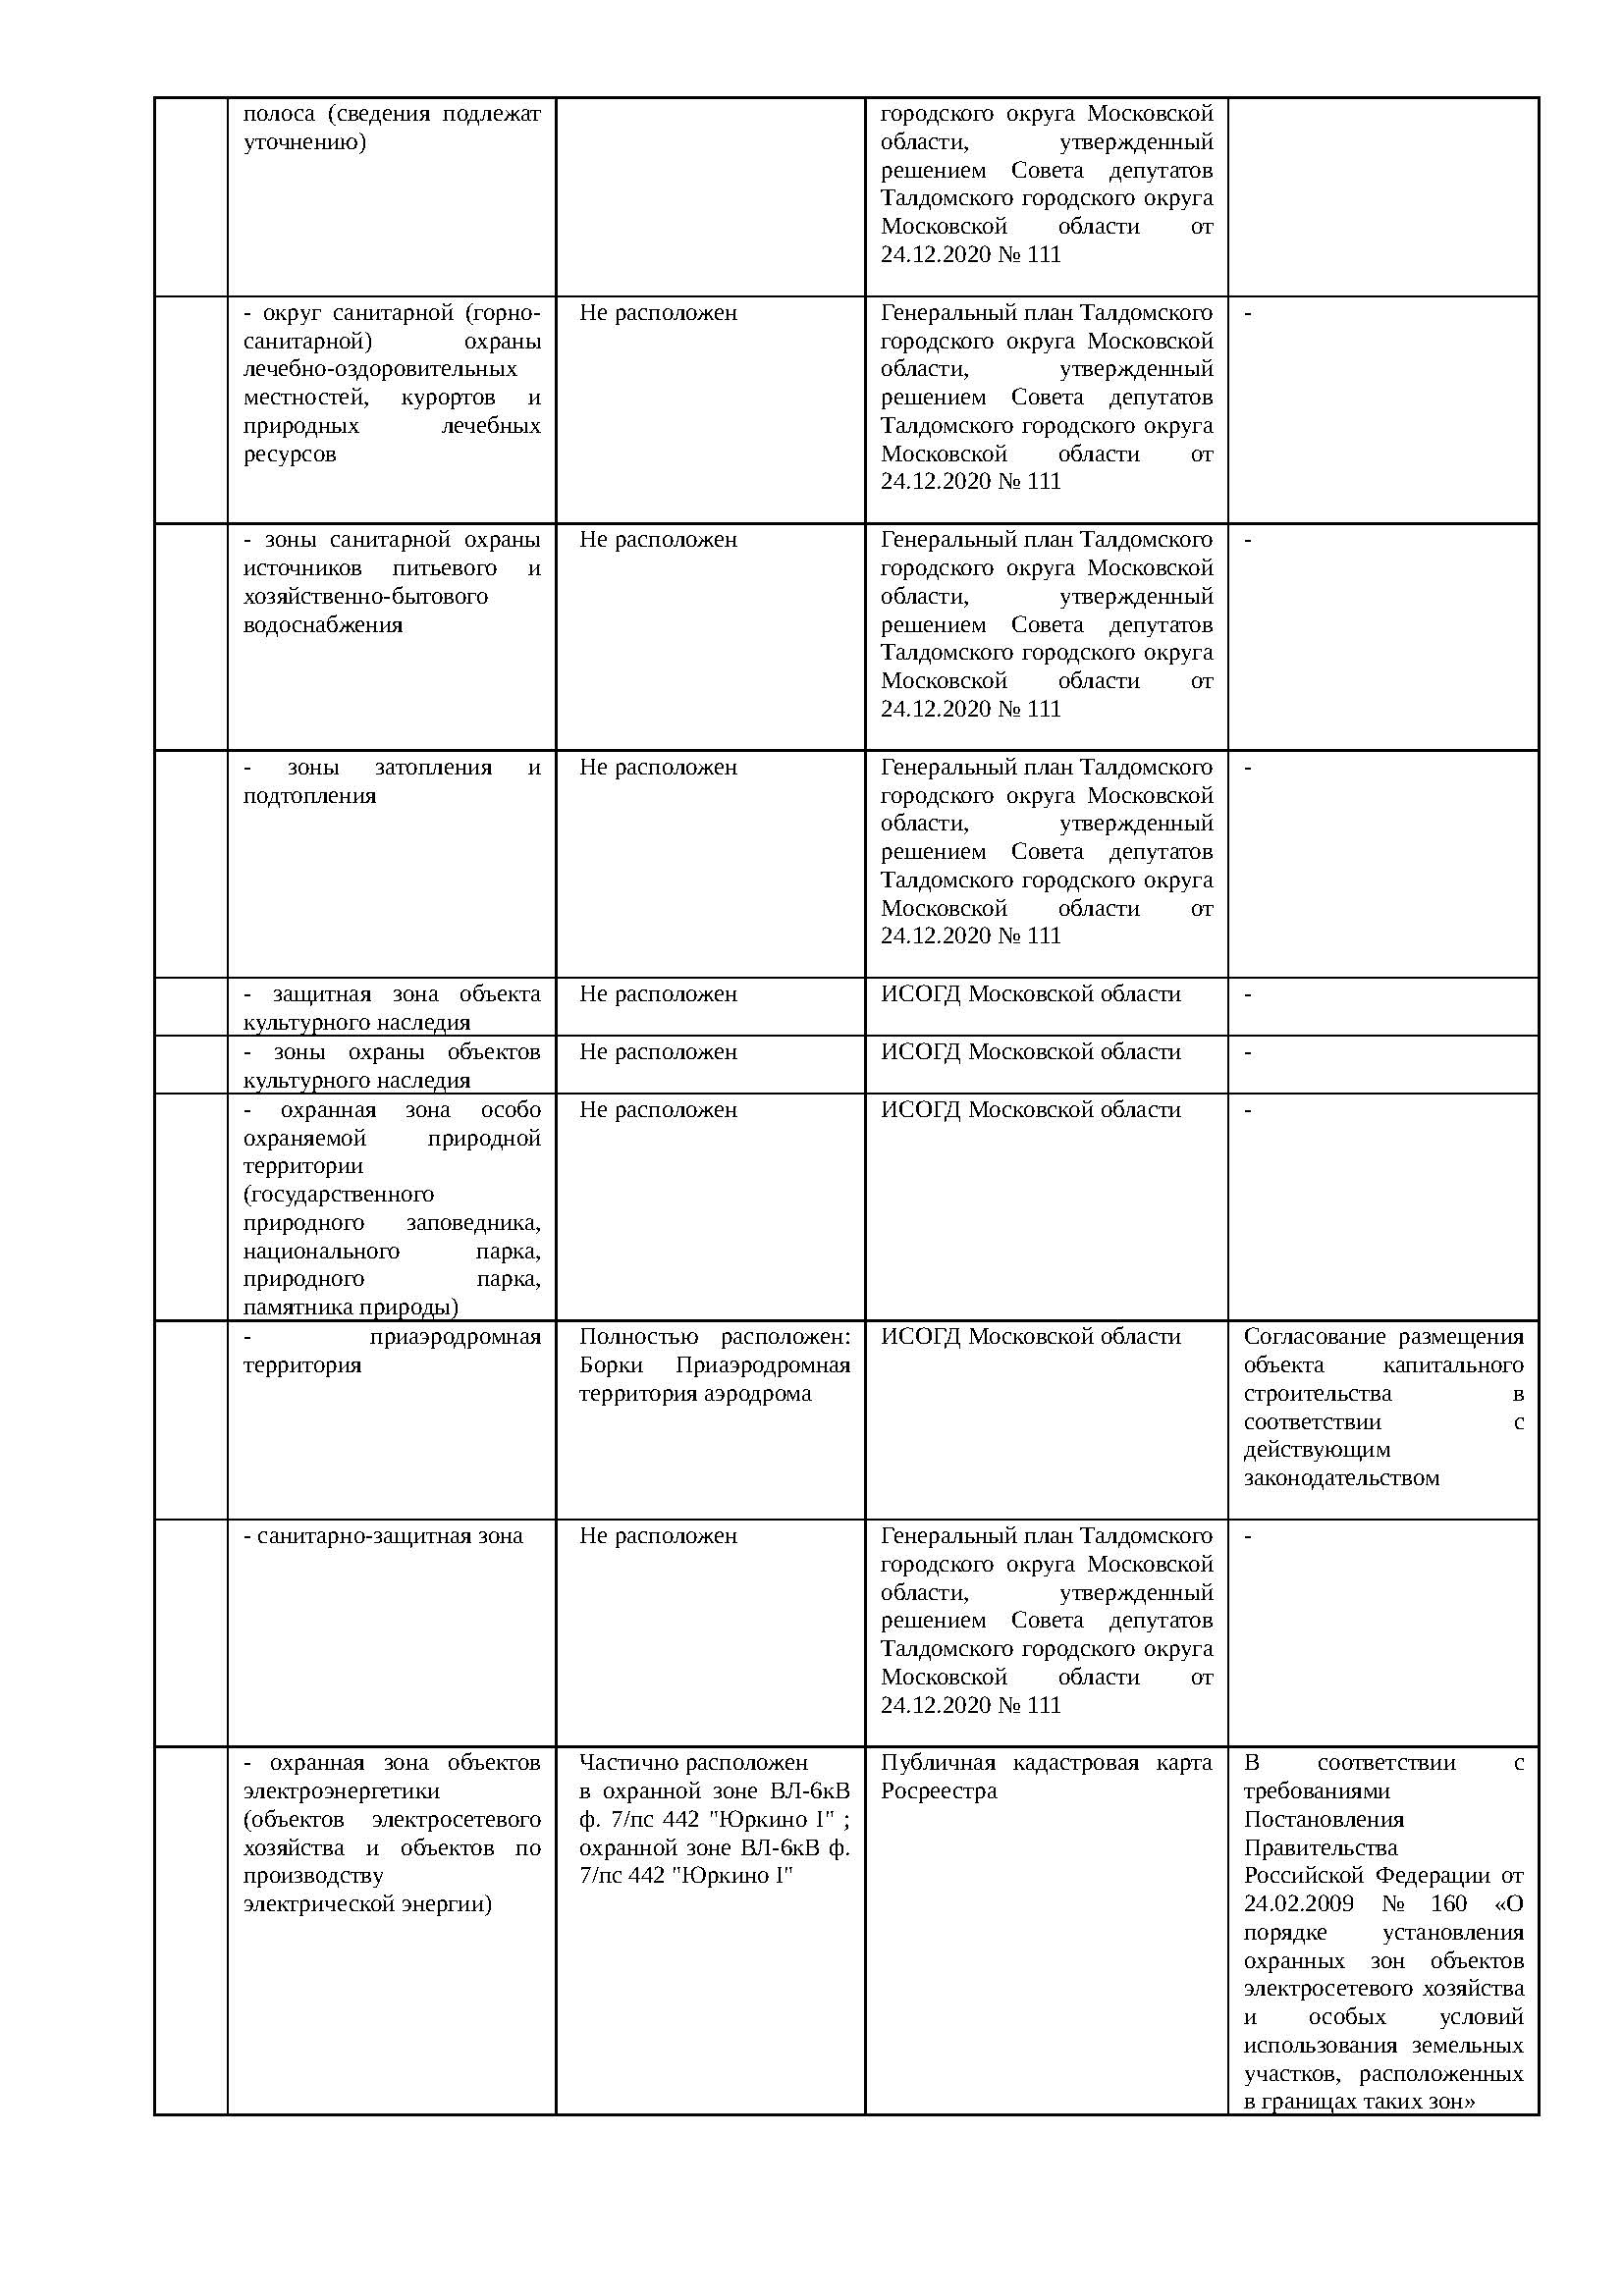 полоса (сведения подлежат
уточнению)
городского округа Московской
области, утвержденный
решением Совета депутатов
Талдомского городского округа
Московской области от
24.12.2020 № 111
- округ санитарной (горно-
санитарной) охраны
лечебно-оздоровительных
местностей, курортов и
природных лечебных
ресурсов
Не расположен
Генеральный план Талдомского
городского округа Московской
области, утвержденный
решением Совета депутатов
Талдомского городского округа
Московской области от
24.12.2020 № 111
-
- зоны санитарной охраны
источников питьевого и
хозяйственно-бытового
водоснабжения
Не расположен
Генеральный план Талдомского
городского округа Московской
области, утвержденный
решением Совета депутатов
Талдомского городского округа
Московской области от
24.12.2020 № 111
-
- зоны затопления и
подтопления
Не расположен
Генеральный план Талдомского
городского округа Московской
области, утвержденный
решением Совета депутатов
Талдомского городского округа
Московской области от
24.12.2020 № 111
-
- защитная зона объекта
культурного наследия
Не расположен
ИСОГД Московской области
-
- зоны охраны объектов
культурного наследия
Не расположен
ИСОГД Московской области
-
- охранная зона особо
охраняемой природной
территории
(государственного
природного заповедника,
национального парка,
природного парка,
памятника природы)
Не расположен
ИСОГД Московской области
-
- приаэродромная
территория
Полностью расположен:
Борки Приаэродромная
территория аэродрома
ИСОГД Московской области
Согласование размещения
объекта капитального
строительства в
соответствии с
действующим
законодательством
- санитарно-защитная зона
Не расположен
Генеральный план Талдомского
городского округа Московской
области, утвержденный
решением Совета депутатов
Талдомского городского округа
Московской области от
24.12.2020 № 111
-
- охранная зона объектов
электроэнергетики
(объектов электросетевого
хозяйства и объектов по
производству
электрической энергии)
Частично расположен
в охранной зоне ВЛ-6кВ
ф. 7/пс 442 "Юркино I" ;
охранной зоне ВЛ-6кВ ф.
7/пс 442 "Юркино I"
Публичная кадастровая карта
Росреестра
В соответствии с
требованиями
Постановления
Правительства
Российской Федерации от
24.02.2009 № 160 «О
порядке установления
охранных зон объектов
электросетевого хозяйства
и особых условий
использования земельных
участков, расположенных
в границах таких зон»